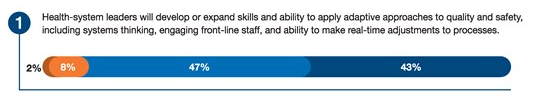 1
Health-system leaders will develop or expand skills and ability to apply adaptive approaches to quality and safety,
including systems thinking, engaging front-line staff, and ability to make real-time adjustments to processes.
2% 8% 47% 43%